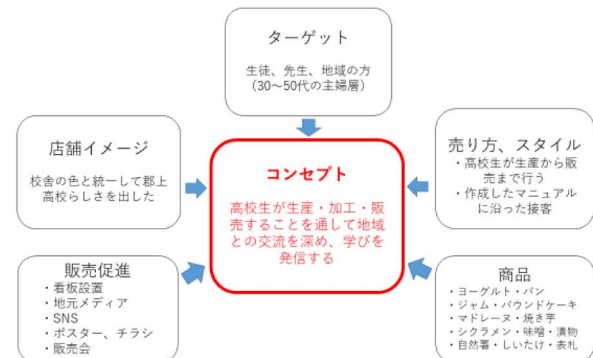 ターゲット
生徒、先生、地域の方
（30～50代の主婦層）
店舗イメージ
校舎の色と統一して郡上
高校らしさを出した
コンセプト
高校生が生産・加工・販
売することを通して地域
との交流を深め、学びを
発信する
売り方、スタイル
・高校生が生産から販
売まで行う
・作成したマニュアル
に沿った接客
販売促進
・看板設置
・地元メディア
・SNS
・ポスター、チラシ
・販売会
商品
・ヨーグルト・パン
・ジャム・パウンドケーキ
・マドレーヌ・焼き芋
・シクラメン・味噌・漬物
・自然薯・しいたけ・表札